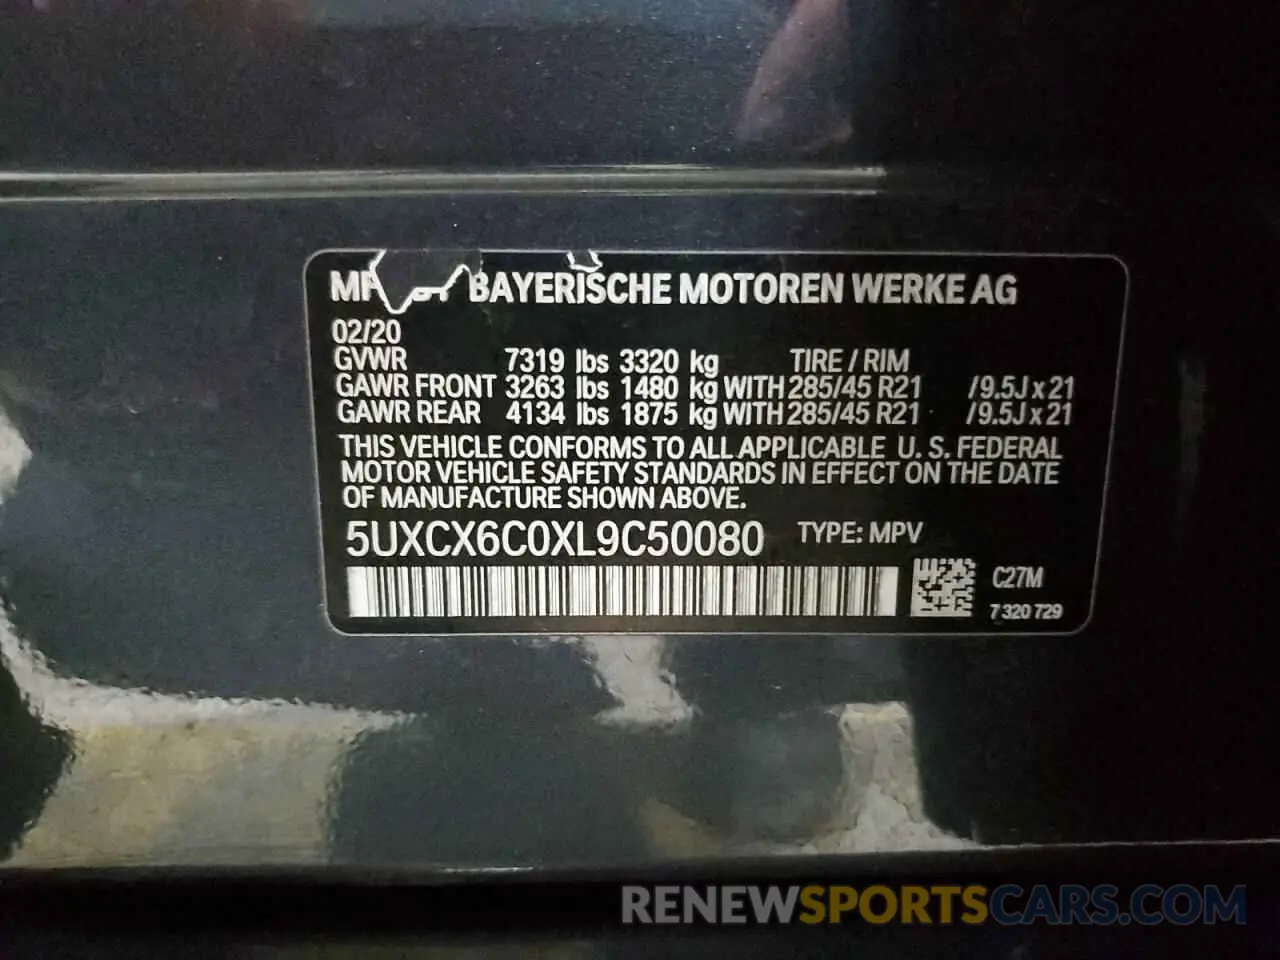 BAYERISCHE MOTOREN WERKE AG
02/20
GVWR 7319 lbs 3320 kg TIRE / RIM
GAWR FRONT 3263 lbs 1480 kg WITH 285/45 R21 /9.5J x 21
GAWR REAR 4134 lbs 1875 kg WITH 285/45 R21 /9.5J x 21
THIS VEHICLE CONFORMS TO ALL APPLICABLE U. S. FEDERAL
MOTOR VEHICLE SAFETY STANDARDS IN EFFECT ON THE DATE
OF MANUFACTURE SHOWN ABOVE.
5UXCX6C0XL9C50080 TYPE: MPV
C27M
7 320 729
RENEWSPORTSCARS.COM